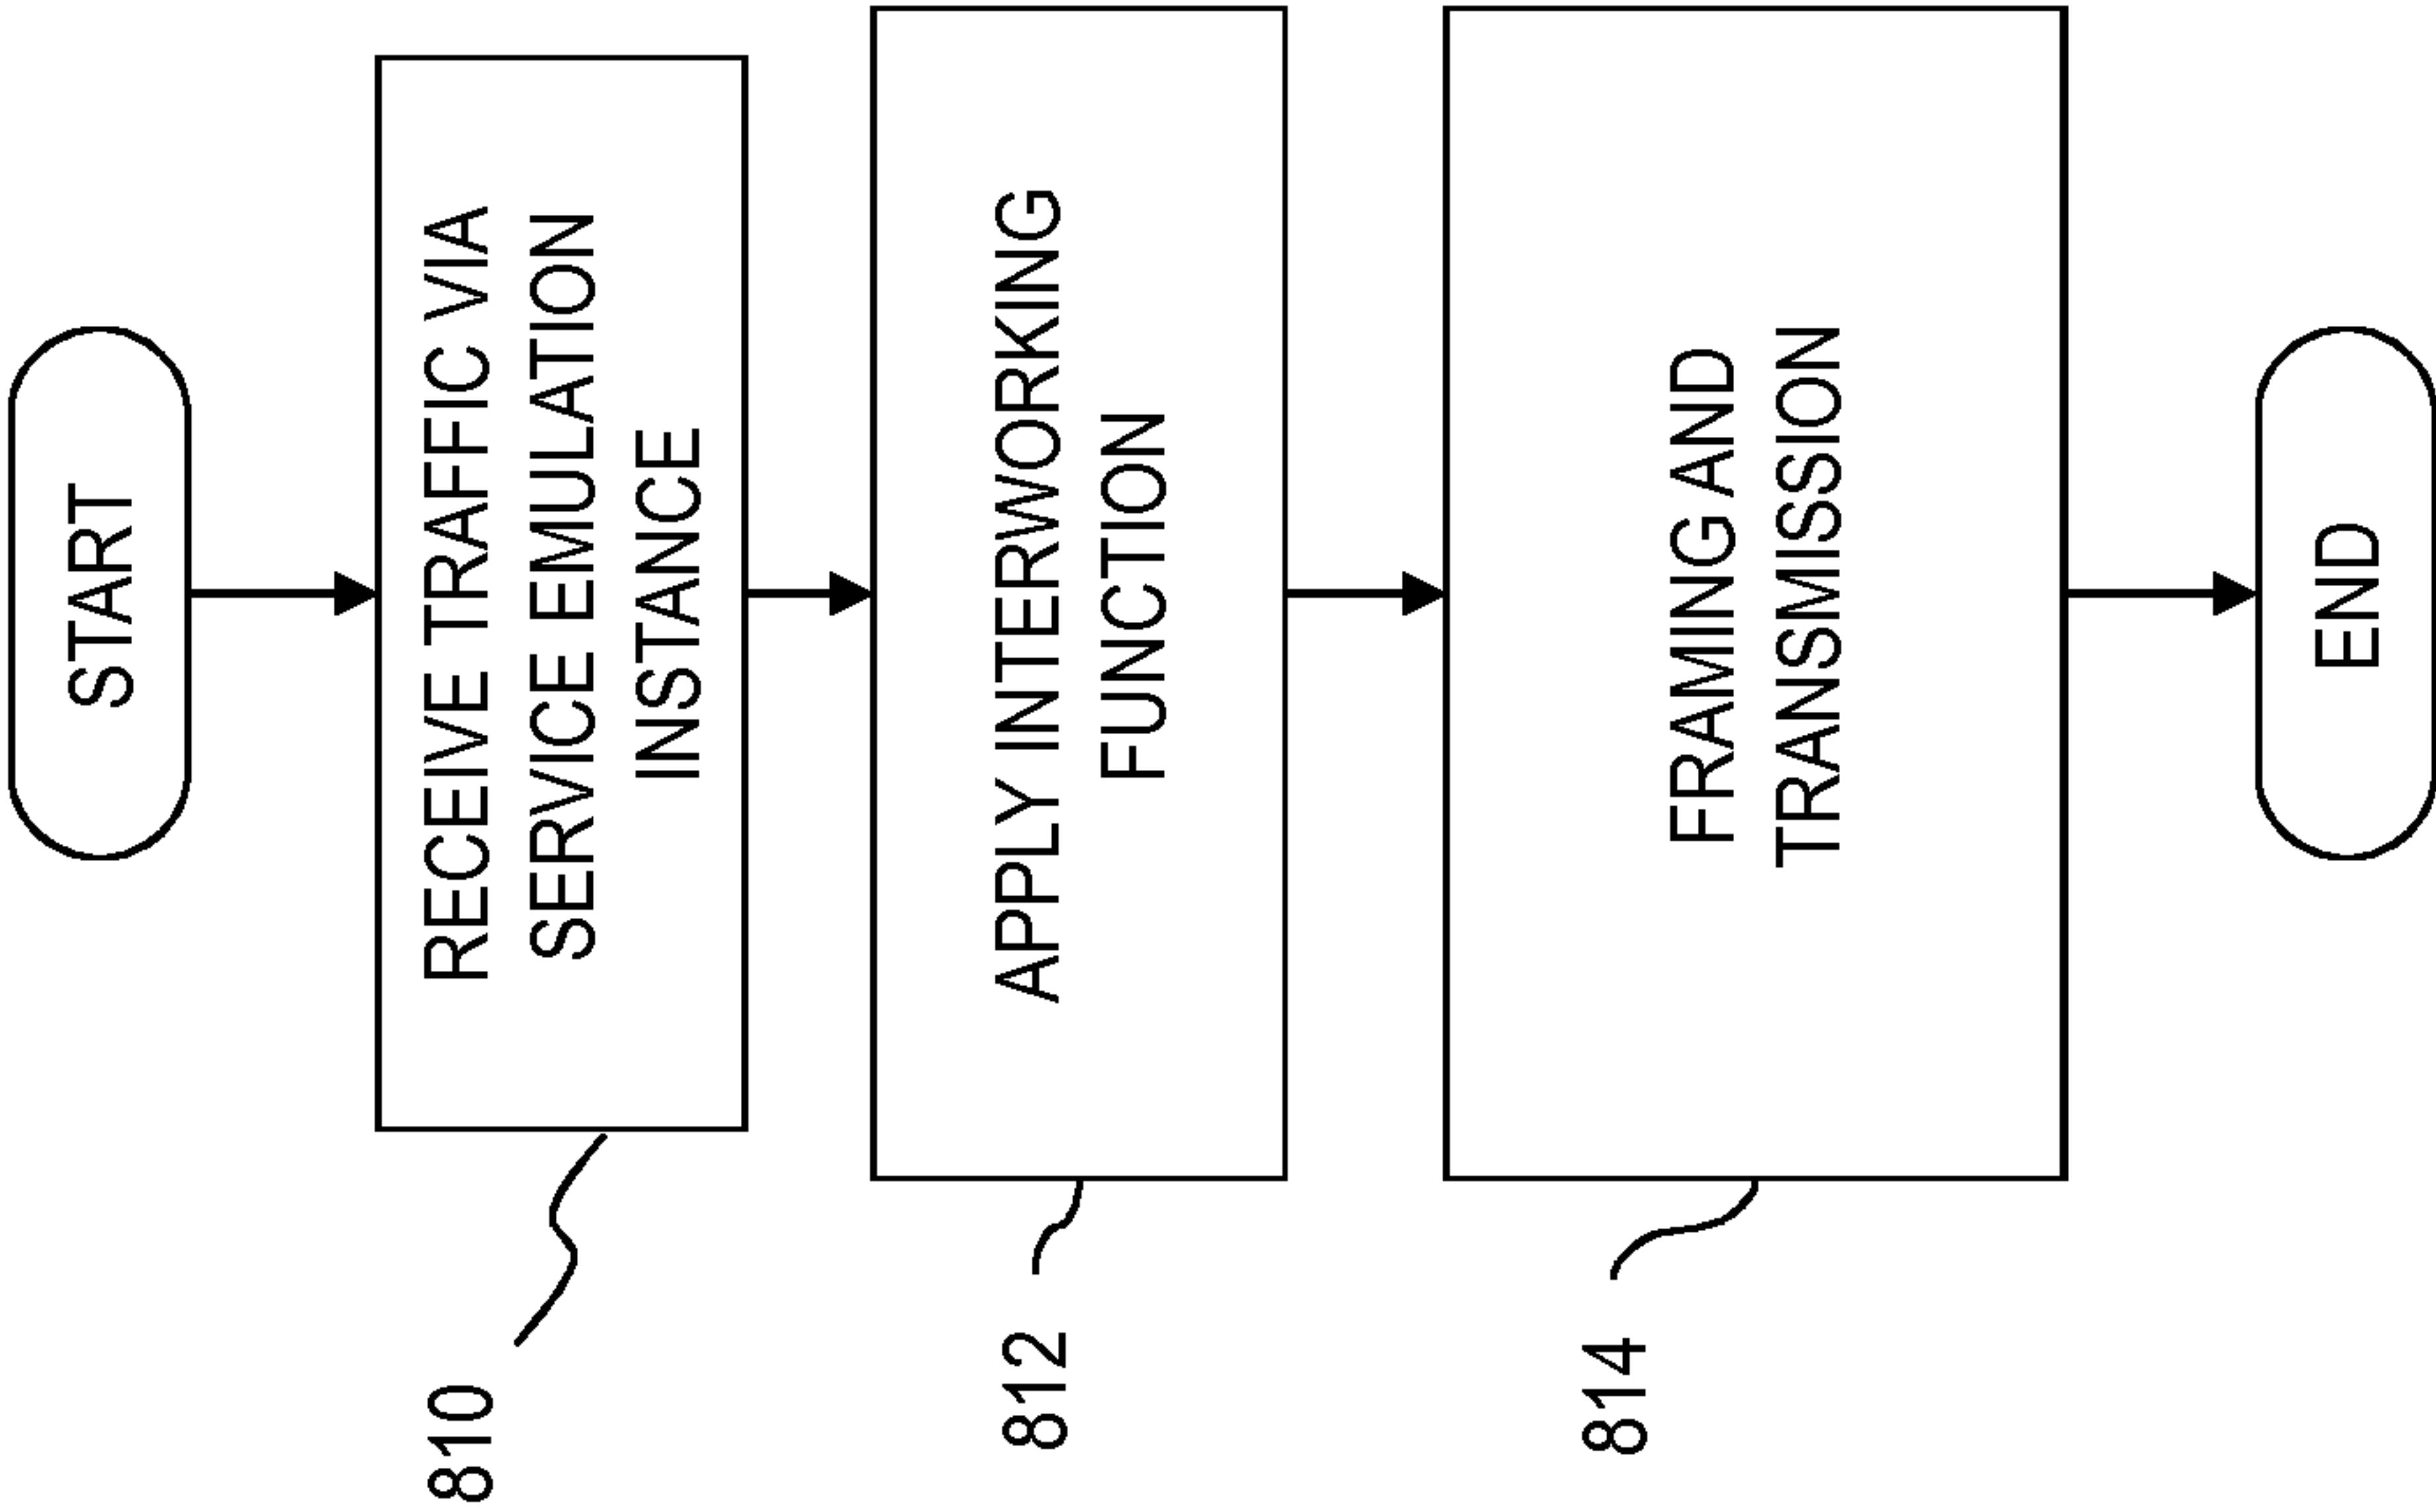 START
810
RECEIVE TRAFFIC VIA
SERVICE EMULATION
INSTANCE
812
APPLY INTERWORKING
FUNCTION
814
FRAMING AND
TRANSMISSION
END